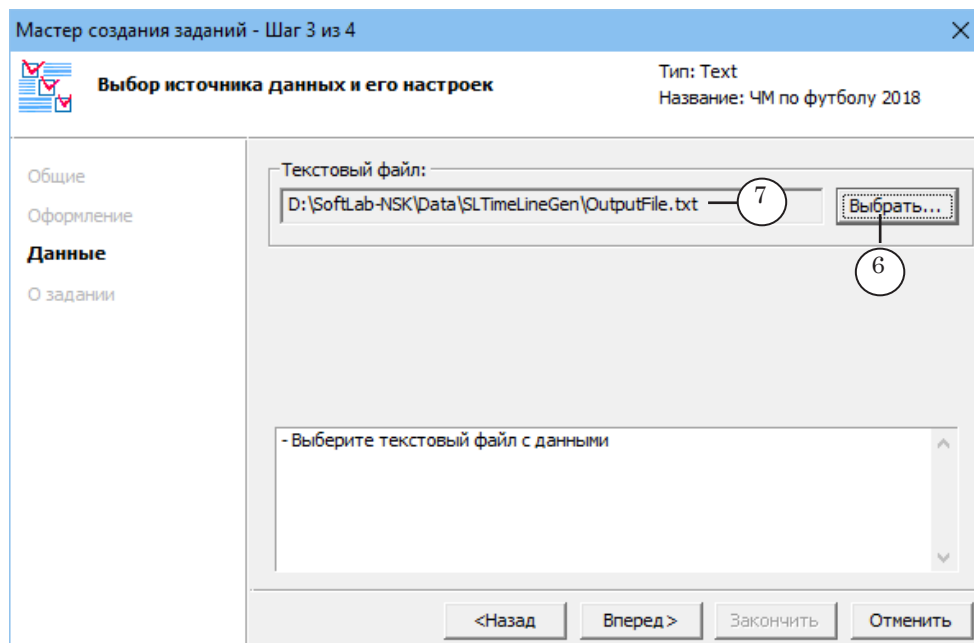 Мастер создания заданий - Шаг 3 из 4
Выбор источника данных и его настроек
Тип: Text
Название: ЧМ по футболу 2018
Общие
Оформление
Данные
О задании
Текстовый файл:
D:\SoftLab-NSK\Data\SLTimeLineGen\OutputFile.txt
7
Выбрать...
6
- Выберите текстовый файл с данными
<Назад
Вперед>
Закончить
Отменить